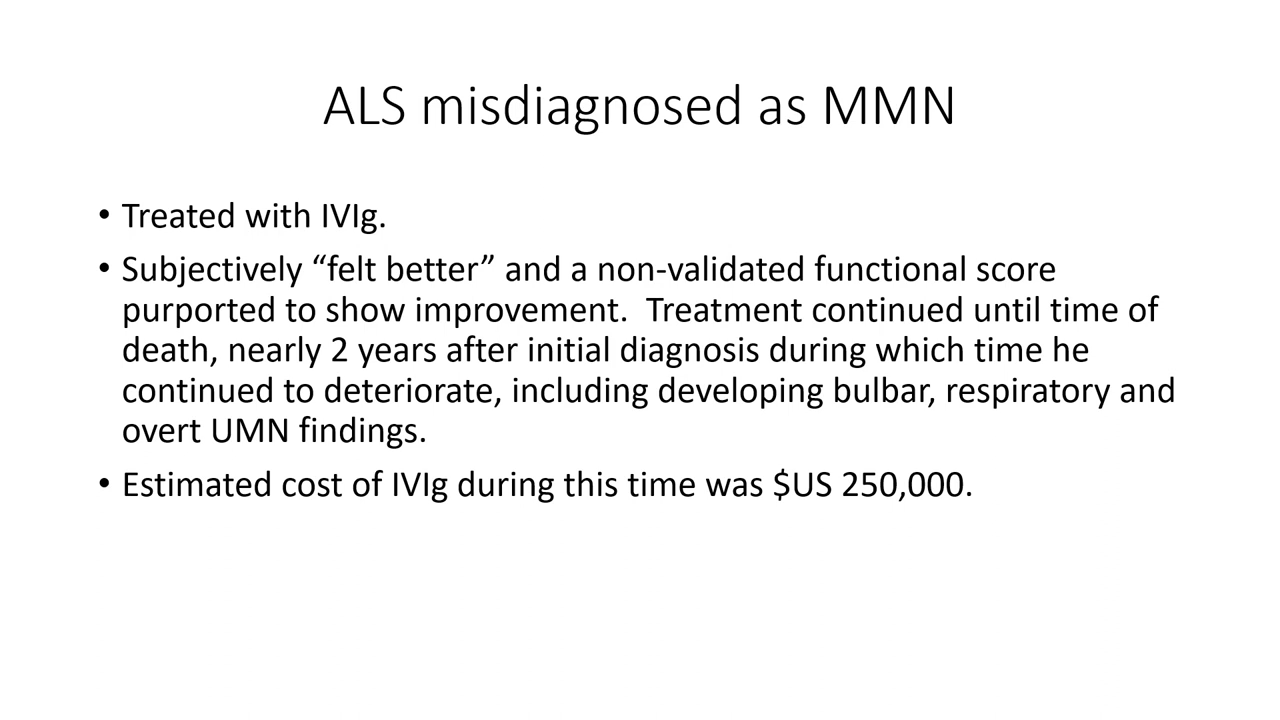 ALS misdiagnosed as MMN
• Treated with IVIg.
• Subjectively “felt better” and a non-validated functional score
purported to show improvement.  Treatment continued until time of
death, nearly 2 years after initial diagnosis during which time he
continued to deteriorate, including developing bulbar, respiratory and
overt UMN findings.
• Estimated cost of IVIg during this time was $US 250,000.